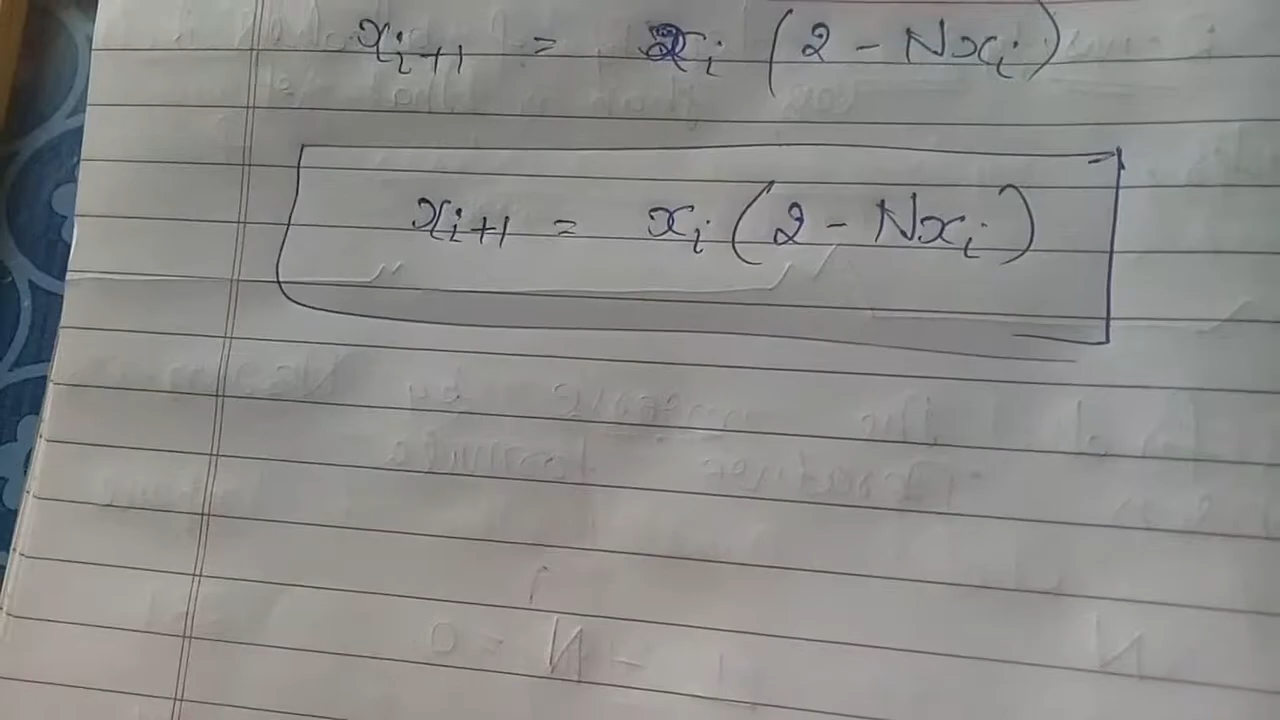 xᵢ₊₁ = xᵢ (2 - Nxᵢ)
xᵢ₊₁ = xᵢ (2 - Nxᵢ)